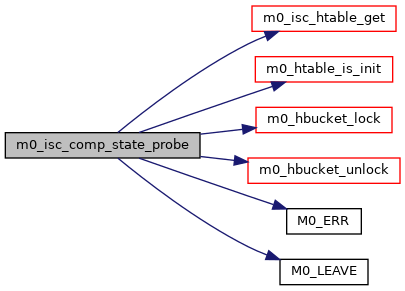 m0_isc_htable_get
m0_htable_is_init
m0_hbucket_lock
m0_isc_comp_state_probe
m0_hbucket_unlock
M0_ERR
M0_LEAVE